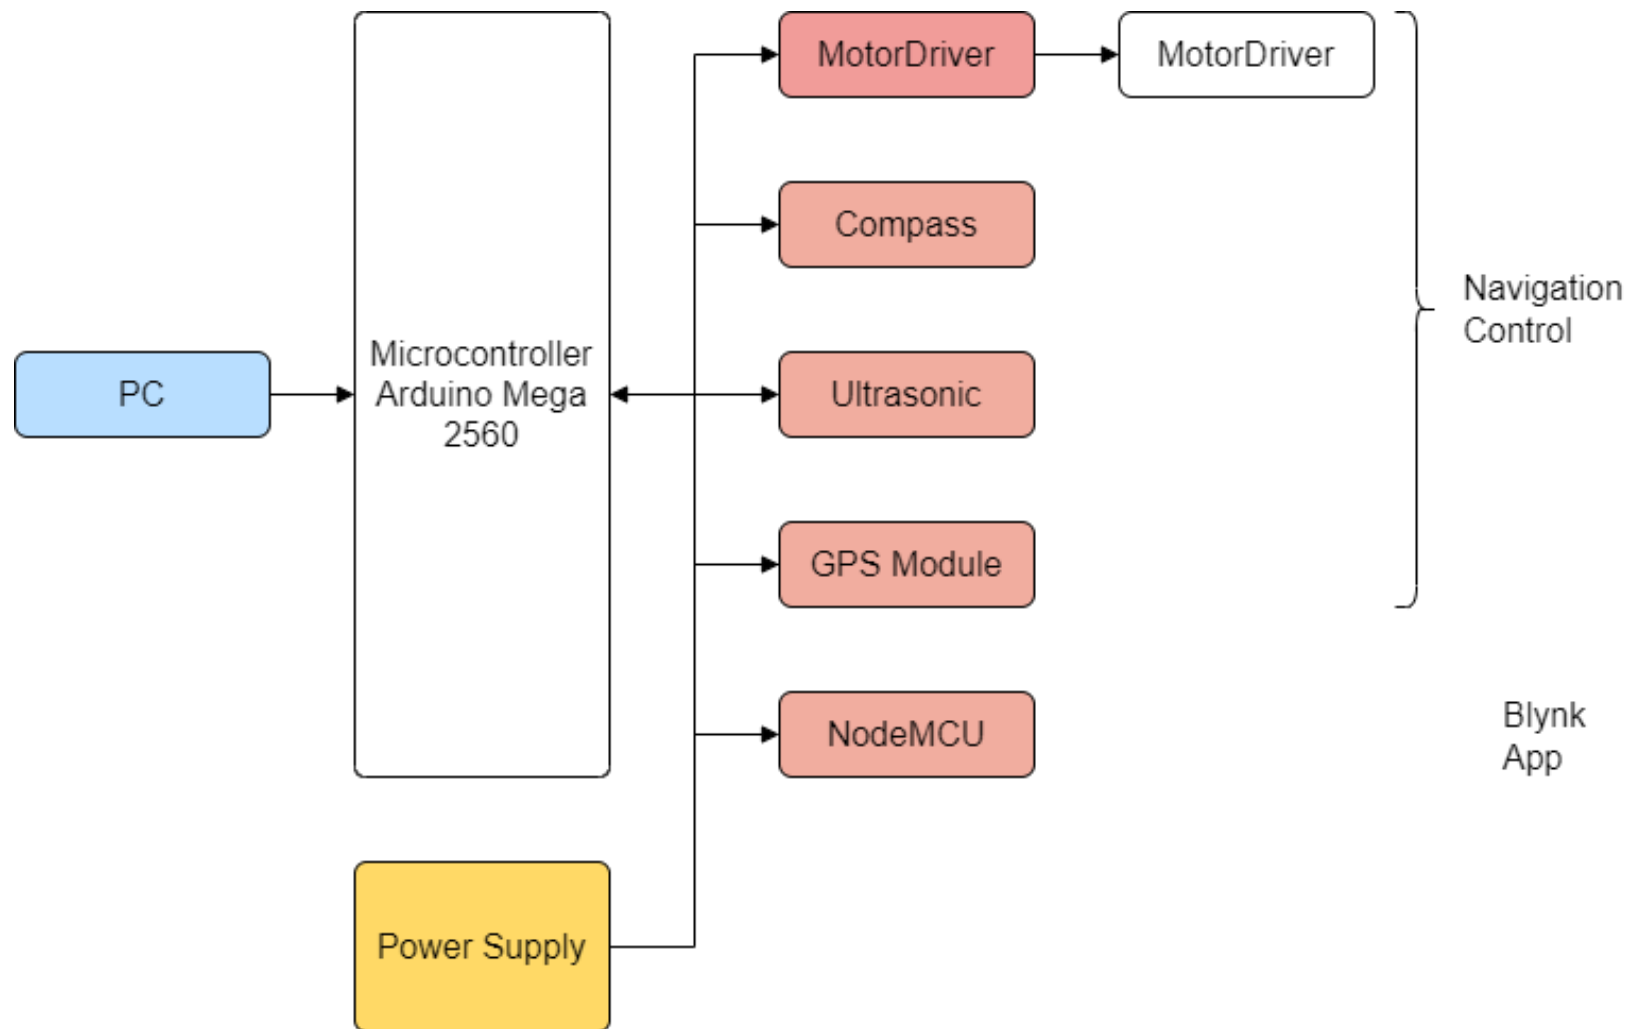 MotorDriver
MotorDriver
Compass
Navigation
Control
PC
Microcontroller
Arduino Mega
2560
Ultrasonic
GPS Module
NodeMCU
Blynk
App
Power Supply